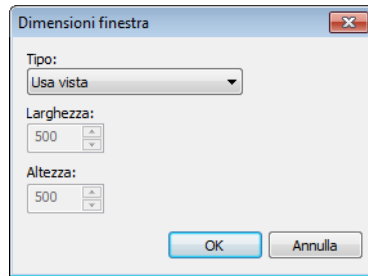 Dimensioni finestra
Tipo:
Usa vista
Larghezza:
500
Altezza:
500
OK Annulla